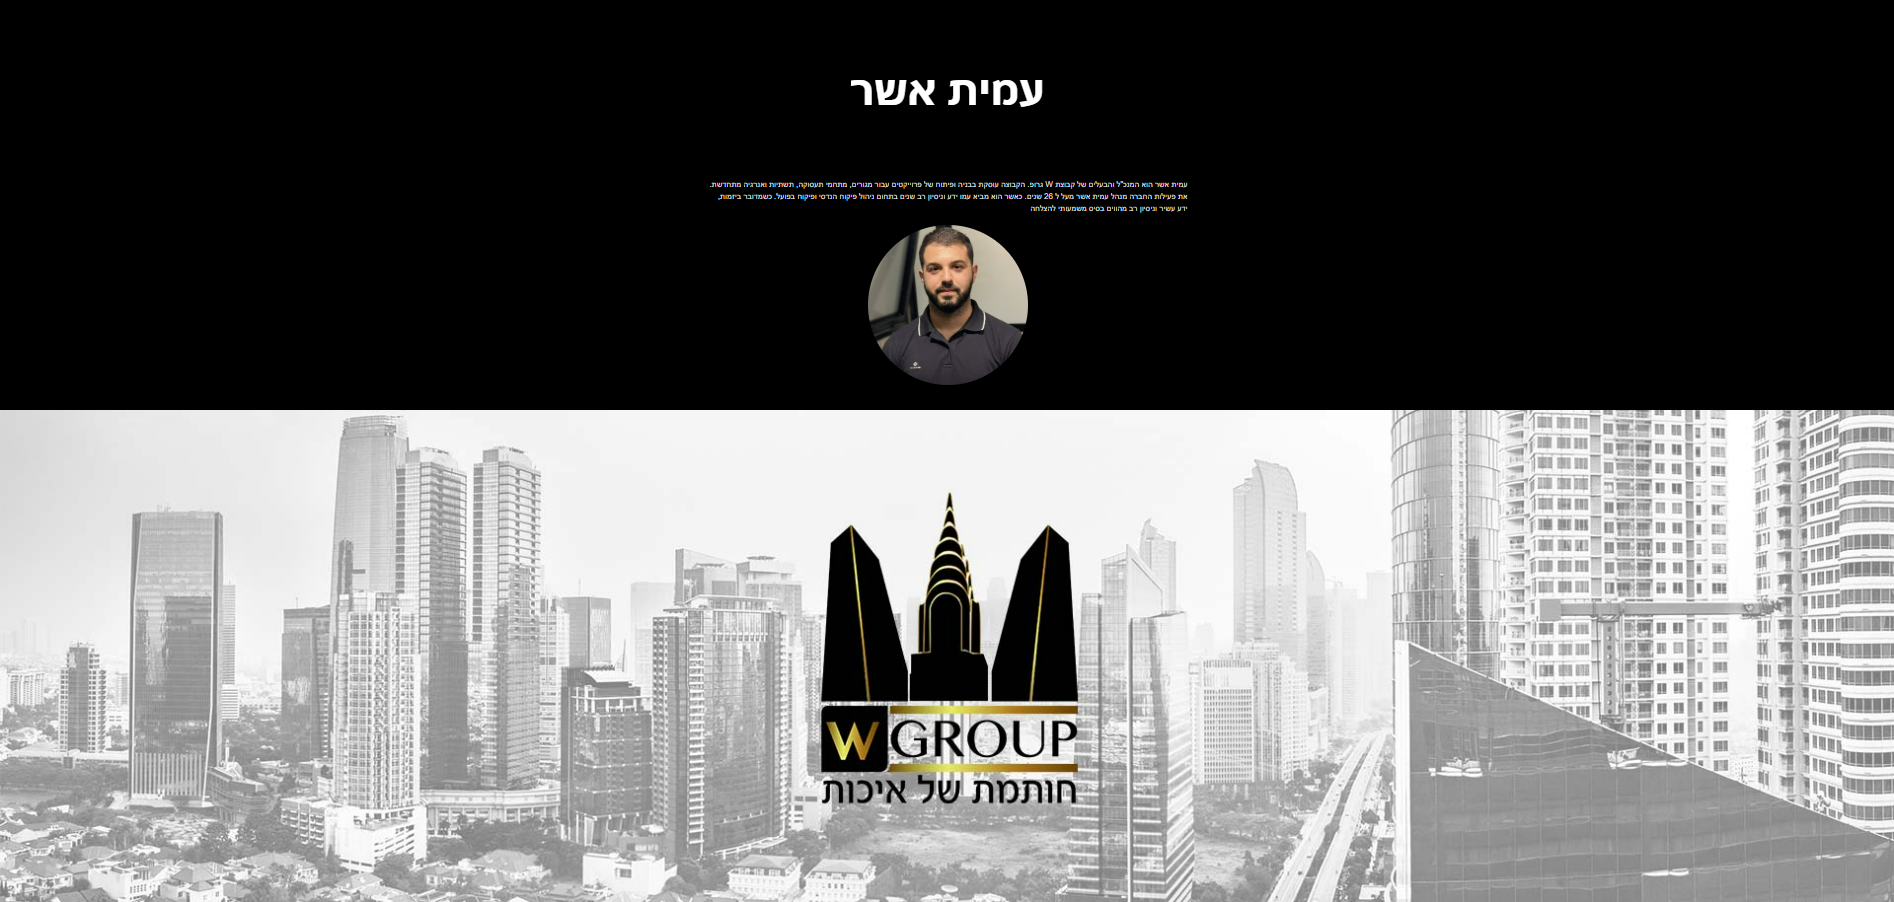 עמית אשר
עמית אשר הוא המנכ"ל והבעלים של קבוצת W גרופ. הקבוצה עוסקת בבניה ופיתוח של פרוייקטים עבור מגורים, מתחמי תעסוקה, תשתיות ואנרגיה מתחדשת.
את פעילות החברה מנהל עמית אשר מעל ל 26 שנים. כאשר הוא מביא עמו ידע וניסיון רב שנים בתחום ניהול פיקוח הנדסי ופיקוח בפועל. כשמדובר ביזמות,
ידע עשיר וניסיון רב מהווים בסיס משמעותי להצלחה
W GROUP
חותמת של איכות